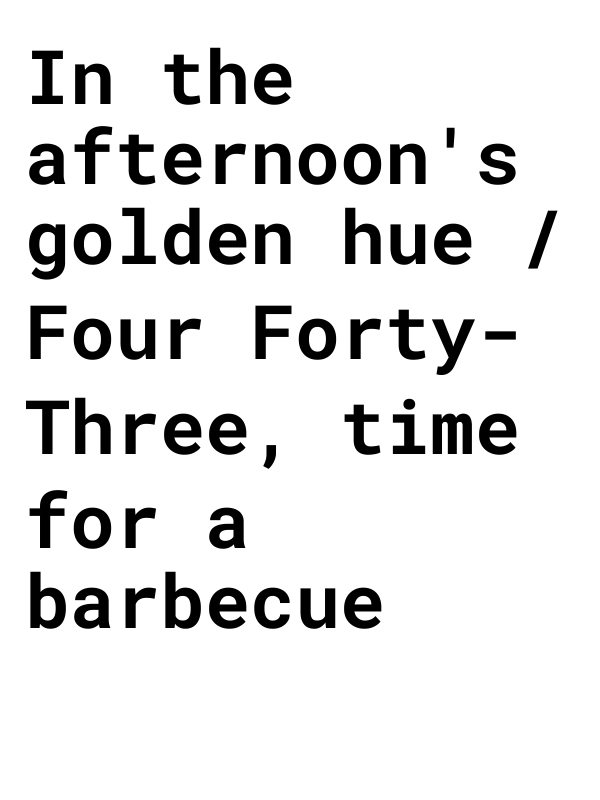 In the
afternoon's
golden hue /
Four Forty-
Three, time
for a
barbecue